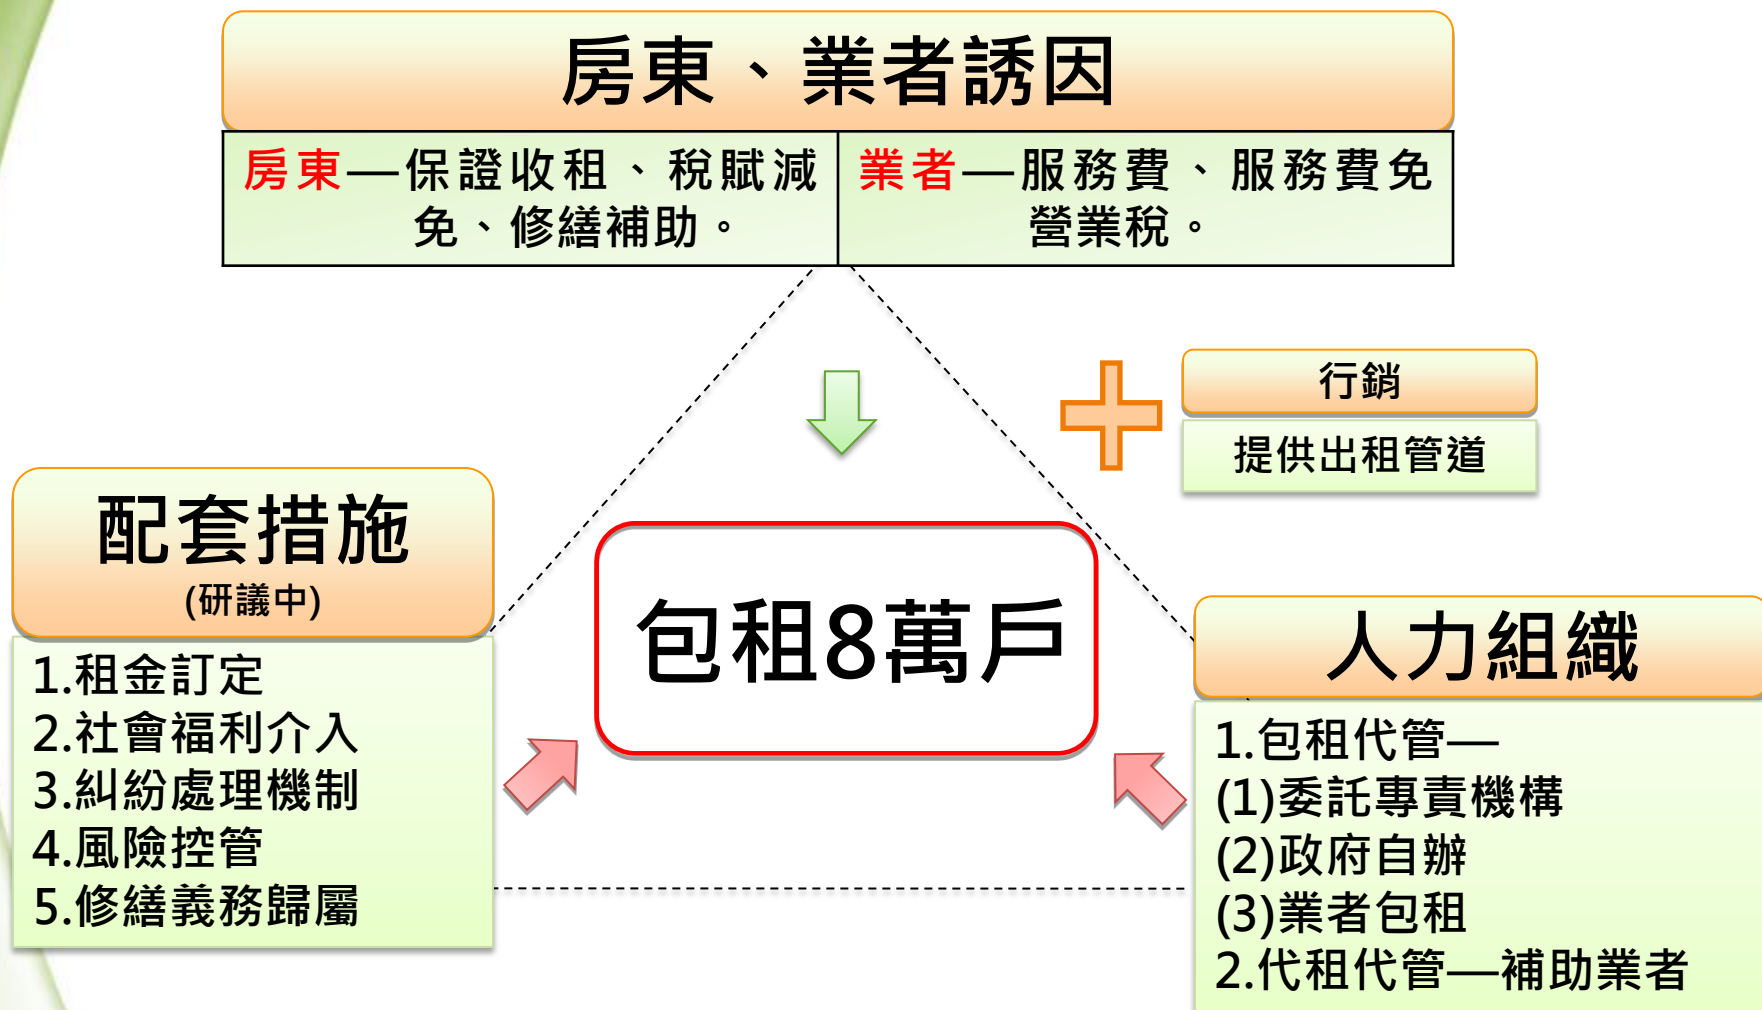 房東、業者誘因
房東—保證收租、稅賦減
免、修繕補助。
業者—服務費、服務費免
營業稅。
行銷
提供出租管道
配套措施
(研議中)
1.租金訂定
2.社會福利介入
3.糾紛處理機制
4.風險控管
5.修繕義務歸屬
包租8萬戶
人力組織
1.包租代管—
(1)委託專責機構
(2)政府自辦
(3)業者包租
2.代租代管—補助業者